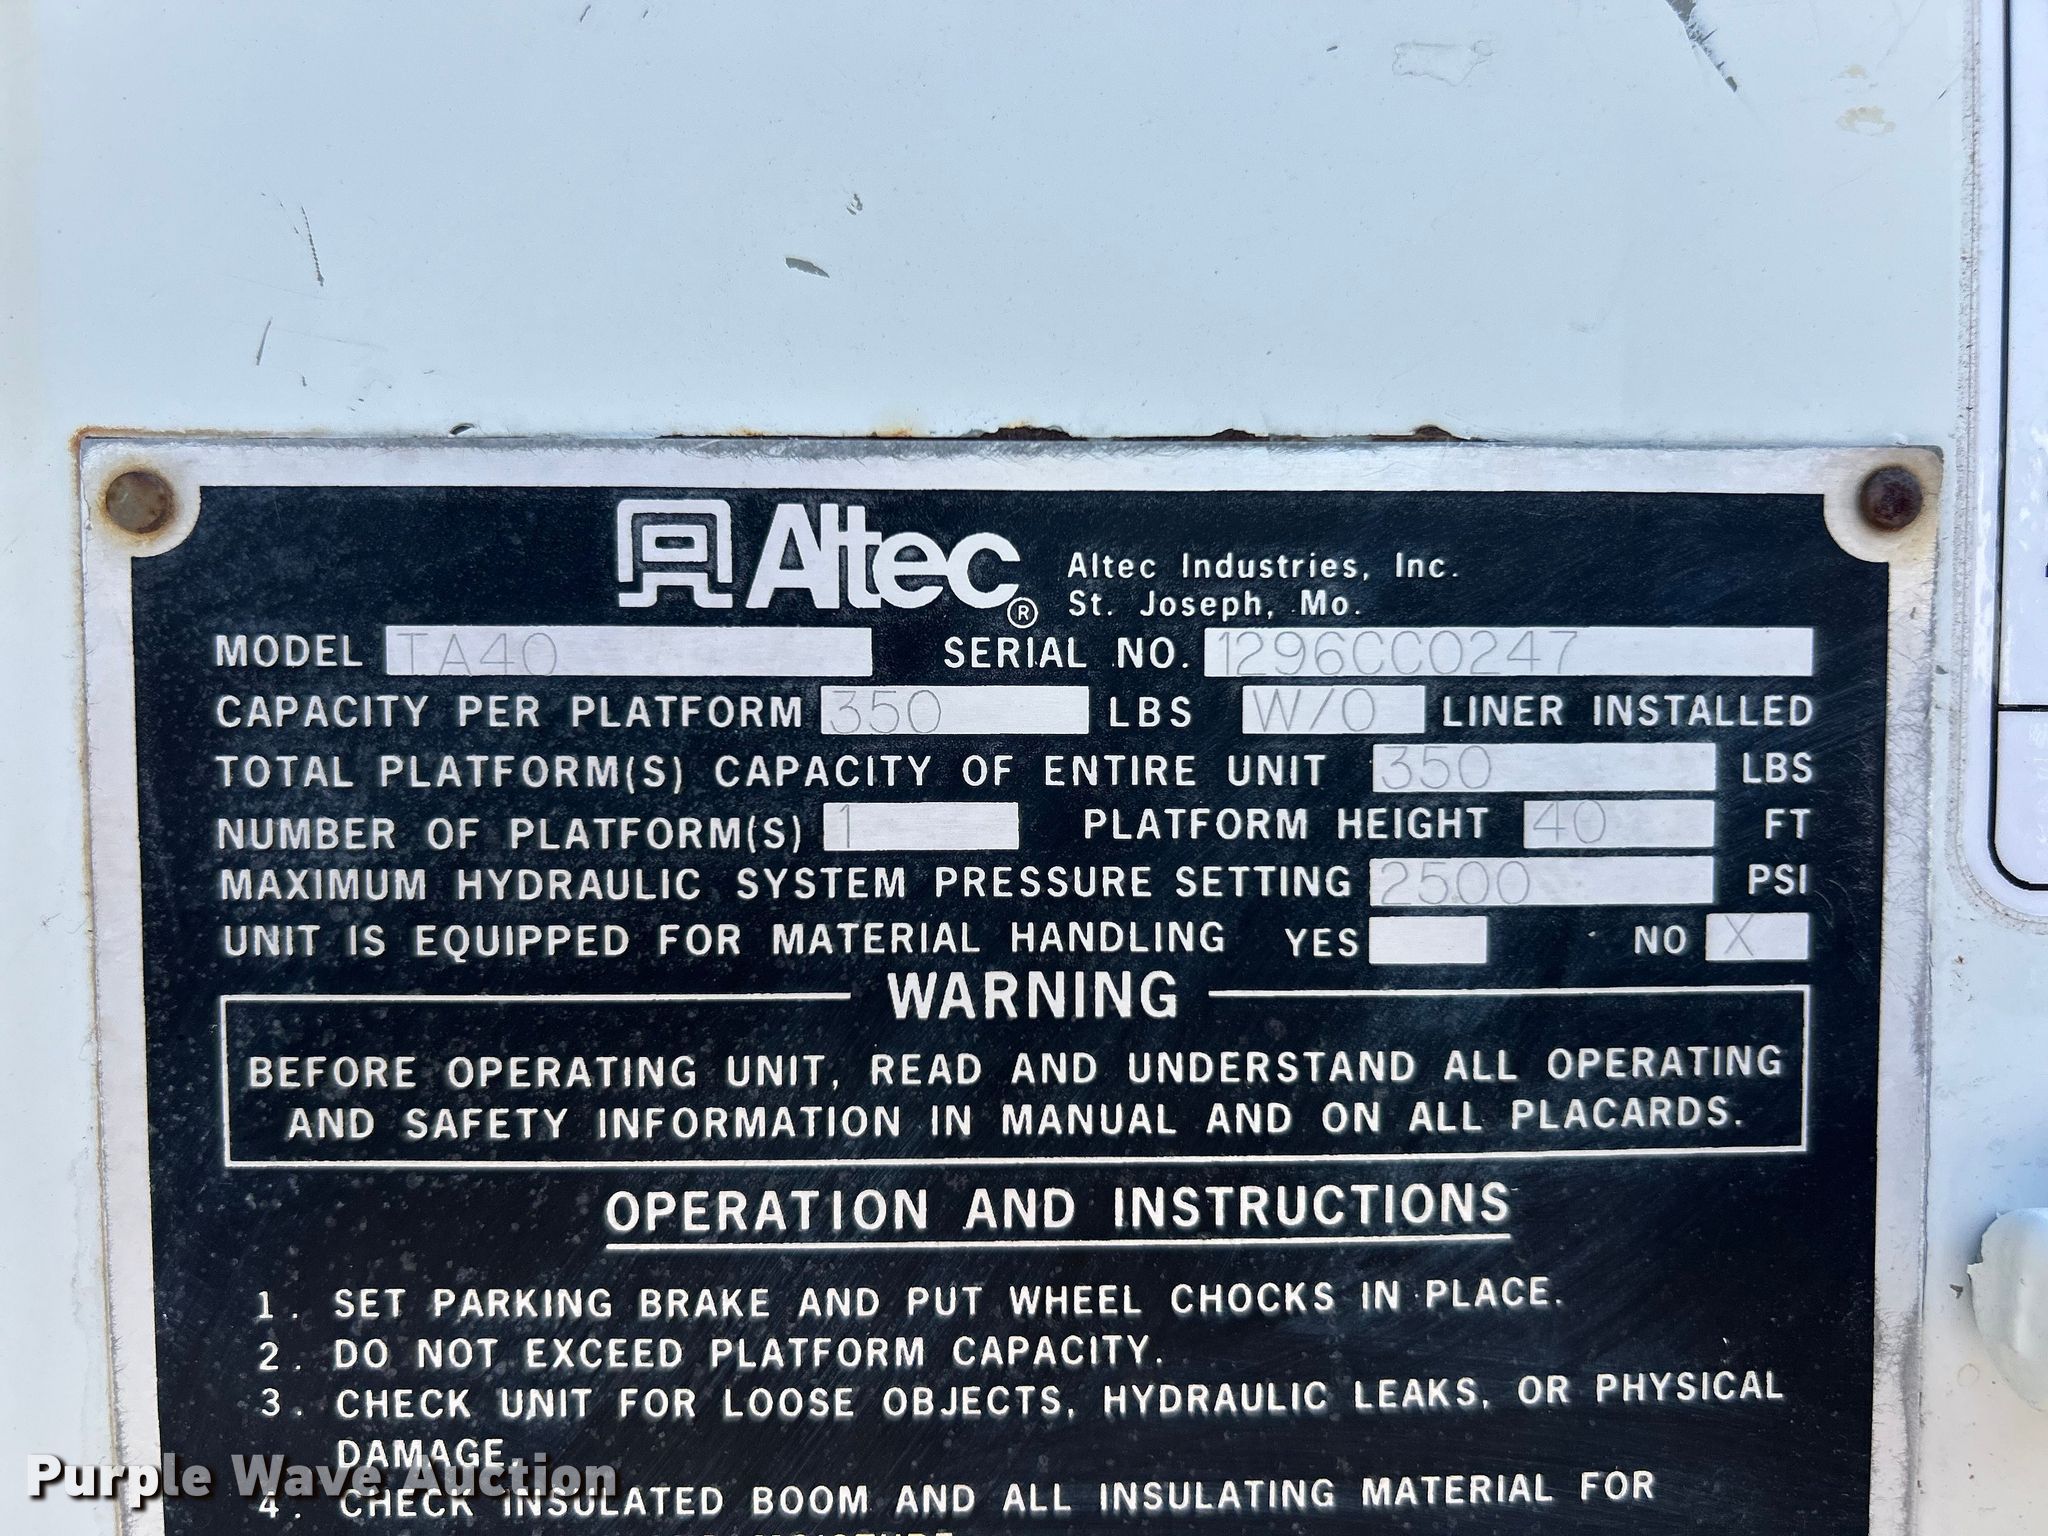 Altec ® Altec Industries, Inc.
St. Joseph, Mo.
MODEL TA40 SERIAL NO. 1296CC0247
CAPACITY PER PLATFORM 350 LBS W/O LINER INSTALLED
TOTAL PLATFORM(S) CAPACITY OF ENTIRE UNIT 350 LBS
NUMBER OF PLATFORM(S) 1 PLATFORM HEIGHT 40 FT
MAXIMUM HYDRAULIC SYSTEM PRESSURE SETTING 2500 PSI
UNIT IS EQUIPPED FOR MATERIAL HANDLING YES NO X
WARNING
BEFORE OPERATING UNIT, READ AND UNDERSTAND ALL OPERATING
AND SAFETY INFORMATION IN MANUAL AND ON ALL PLACARDS.
OPERATION AND INSTRUCTIONS
1. SET PARKING BRAKE AND PUT WHEEL CHOCKS IN PLACE.
2. DO NOT EXCEED PLATFORM CAPACITY.
3. CHECK UNIT FOR LOOSE OBJECTS, HYDRAULIC LEAKS, OR PHYSICAL
DAMAGE.
4. CHECK INSULATED BOOM AND ALL INSULATING MATERIAL FOR
Purple Wave Auction